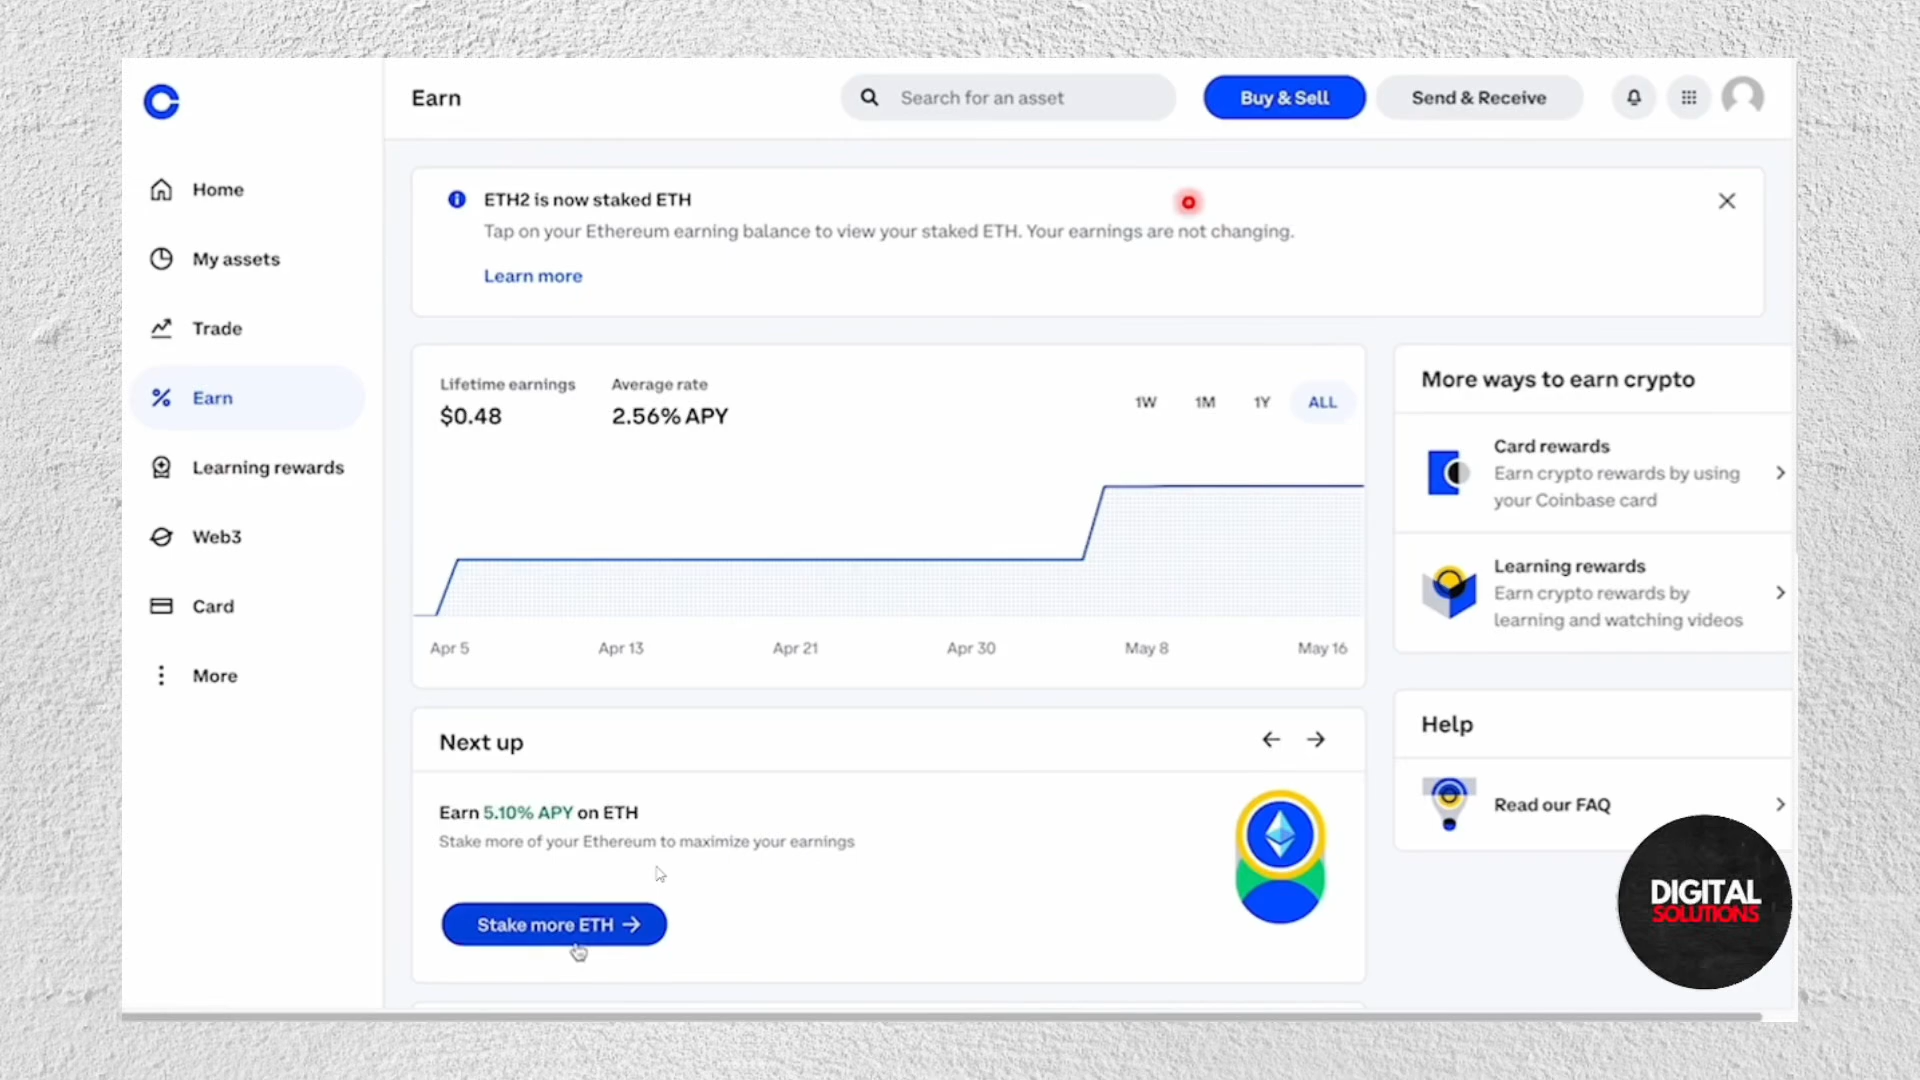 Earn
Search for an asset
Buy & Sell
Send & Receive
Home
My assets
Trade
Earn
Learning rewards
Web3
Card
More
ETH2 is now staked ETH
Tap on your Ethereum earning balance to view your staked ETH. Your earnings are not changing.
Learn more
Lifetime earnings
$0.48
Average rate
2.56% APY
1W
1M
1Y
ALL
Apr 5
Apr 13
Apr 21
Apr 30
May 8
May 16
Next up
Earn 5.10% APY on ETH
Stake more of your Ethereum to maximize your earnings
Stake more ETH →
More ways to earn crypto
Card rewards
Earn crypto rewards by using
your Coinbase card
Learning rewards
Earn crypto rewards by
learning and watching videos
Help
Read our FAQ
DIGITAL
SOLUTIONS